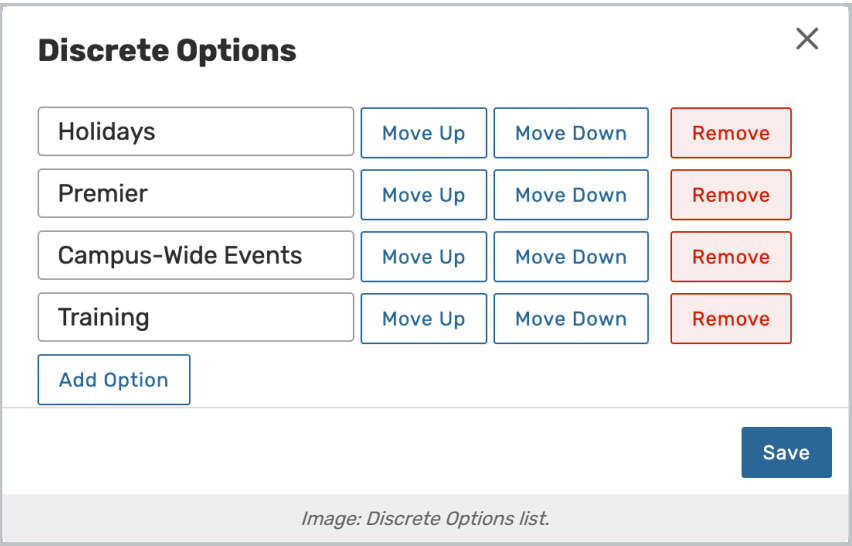 Discrete Options
Holidays Move Up Move Down Remove
Premier Move Up Move Down Remove
Campus-Wide Events Move Up Move Down Remove
Training Move Up Move Down Remove
Add Option
Save
Image: Discrete Options list.